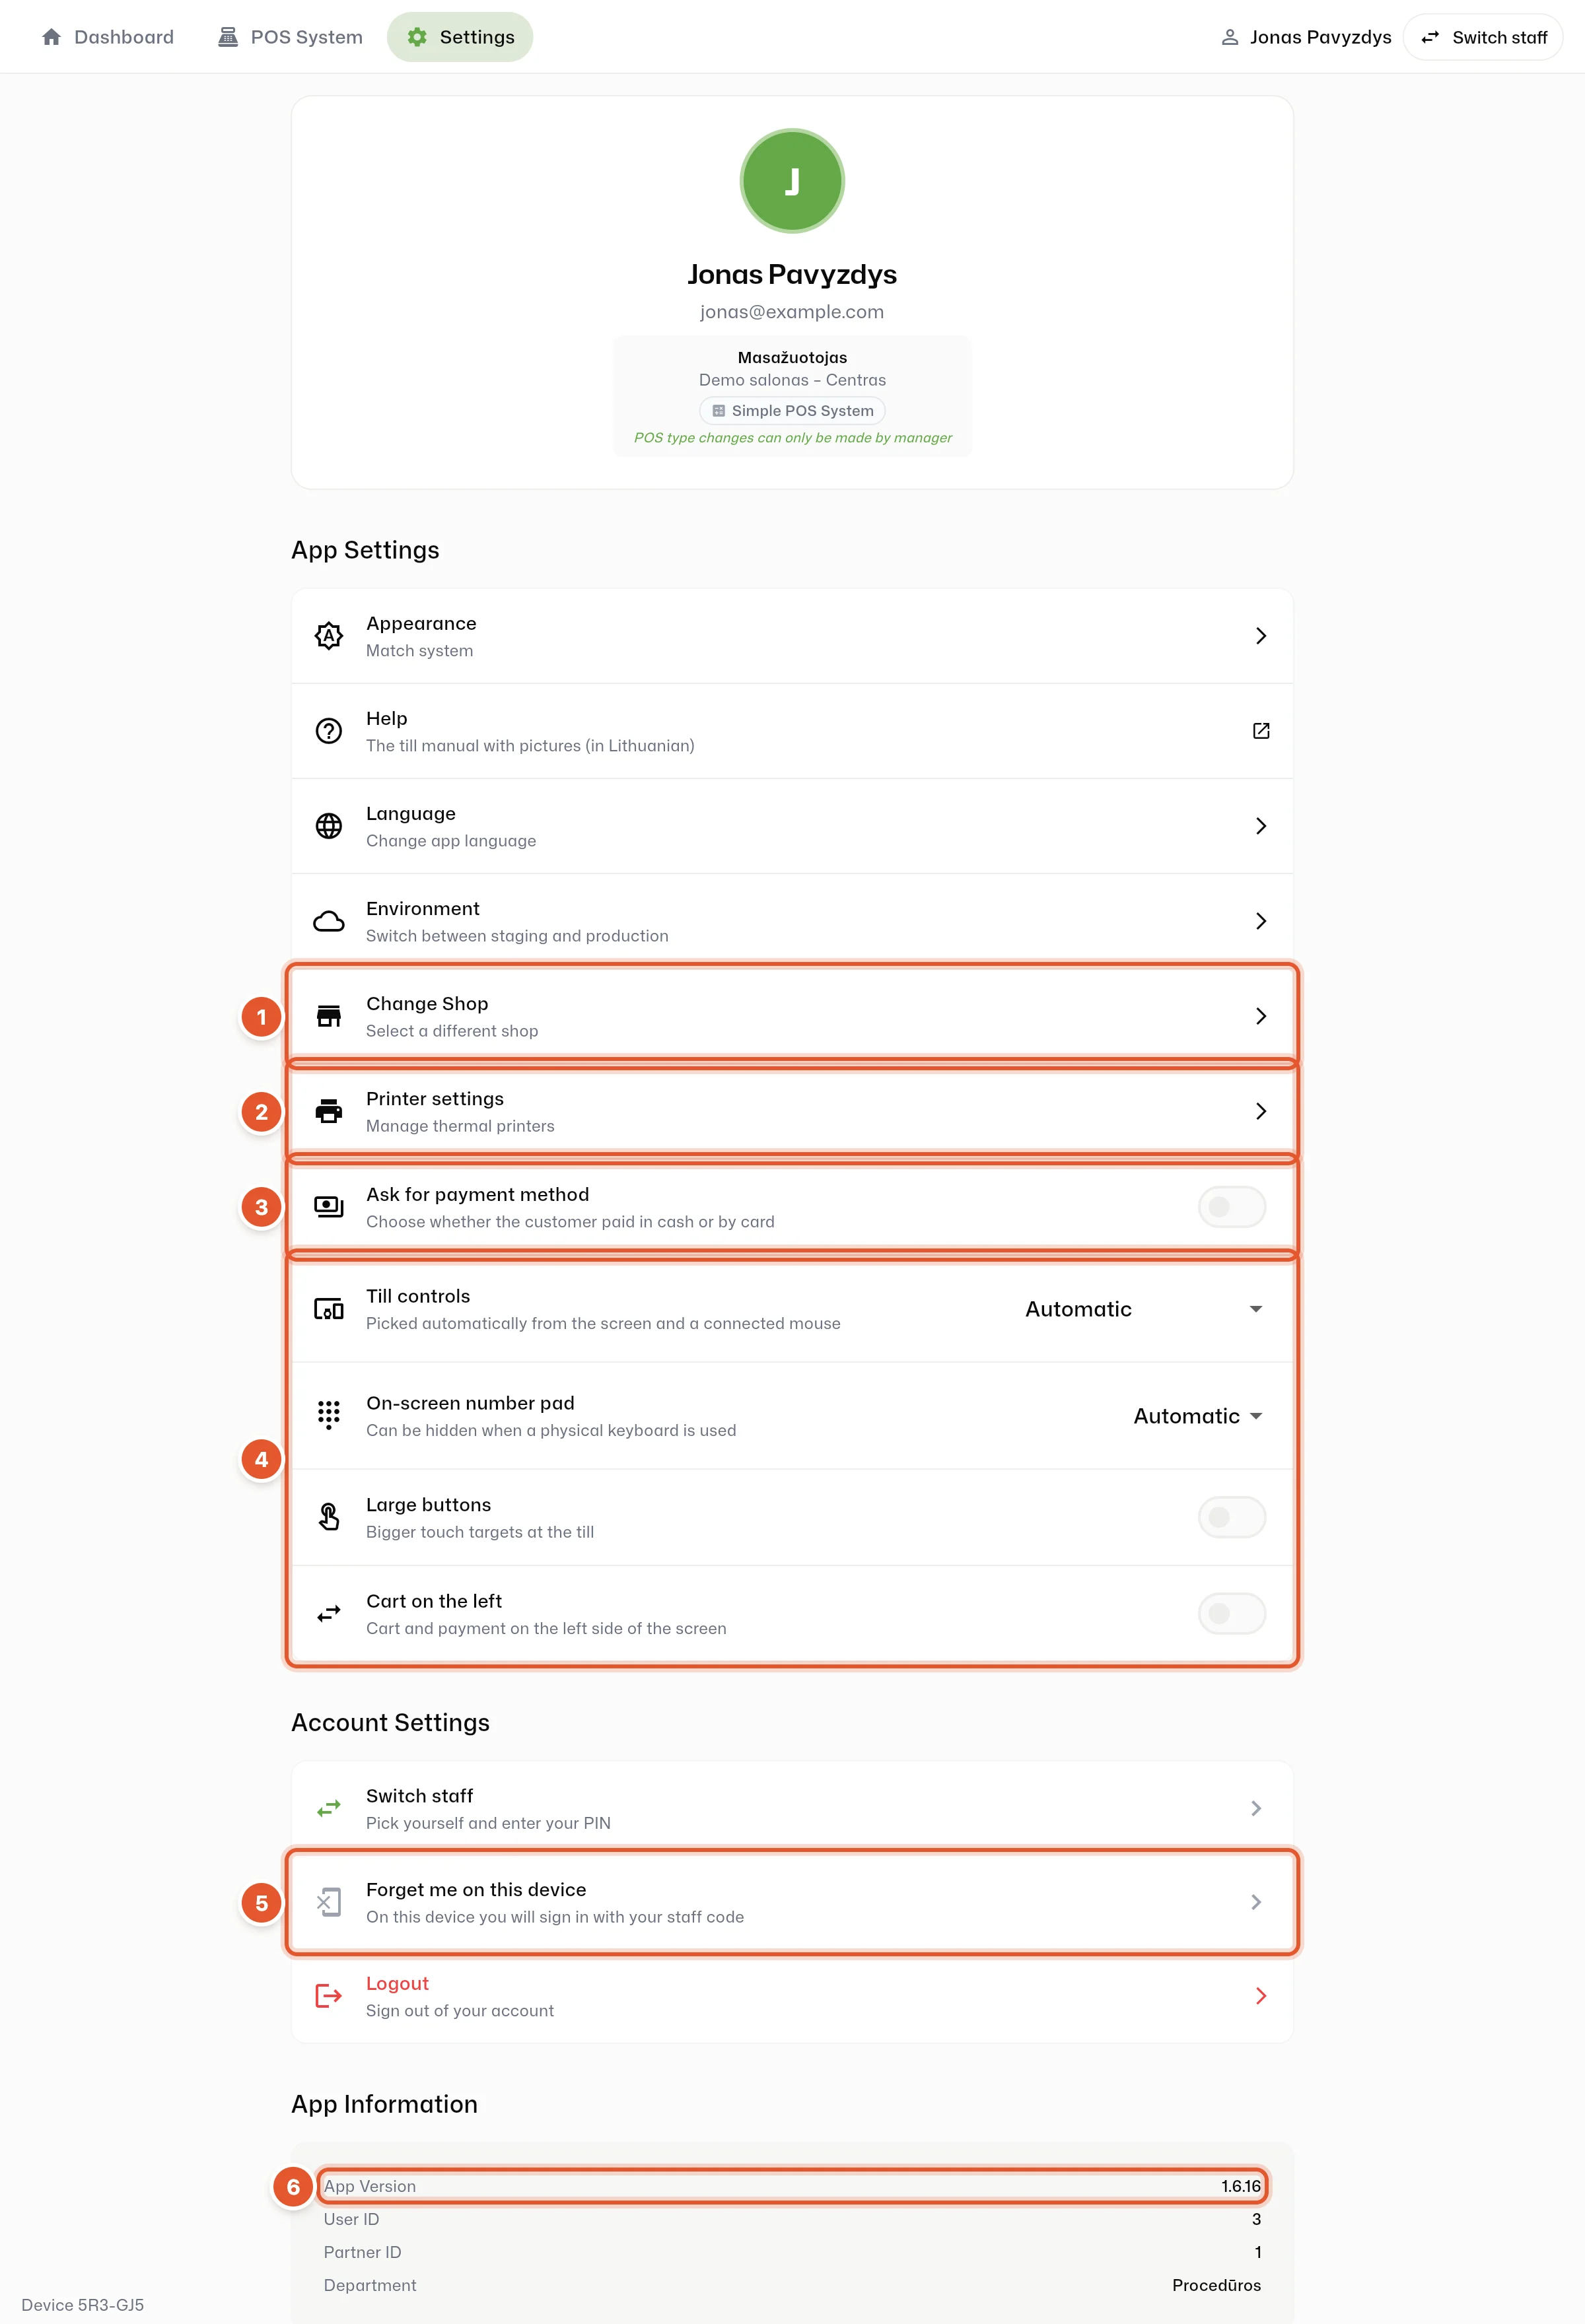 Dashboard
POS System
Settings
Jonas Pavyzdys
Switch staff
J
Jonas Pavyzdys
jonas@example.com
Masažuotojas
Demo salonas – Centras
Simple POS System
POS type changes can only be made by manager
App Settings
Appearance
Match system
Help
The till manual with pictures (in Lithuanian)
Language
Change app language
Environment
Switch between staging and production
1
Change Shop
Select a different shop
2
Printer settings
Manage thermal printers
3
Ask for payment method
Choose whether the customer paid in cash or by card
4
Till controls
Picked automatically from the screen and a connected mouse
Automatic
On-screen number pad
Can be hidden when a physical keyboard is used
Automatic
Large buttons
Bigger touch targets at the till
Cart on the left
Cart and payment on the left side of the screen
Account Settings
Switch staff
Pick yourself and enter your PIN
5
Forget me on this device
On this device you will sign in with your staff code
Logout
Sign out of your account
App Information
6
App Version 1.6.16
User ID 3
Partner ID 1
Department Procedūros
Device 5R3-GJ5